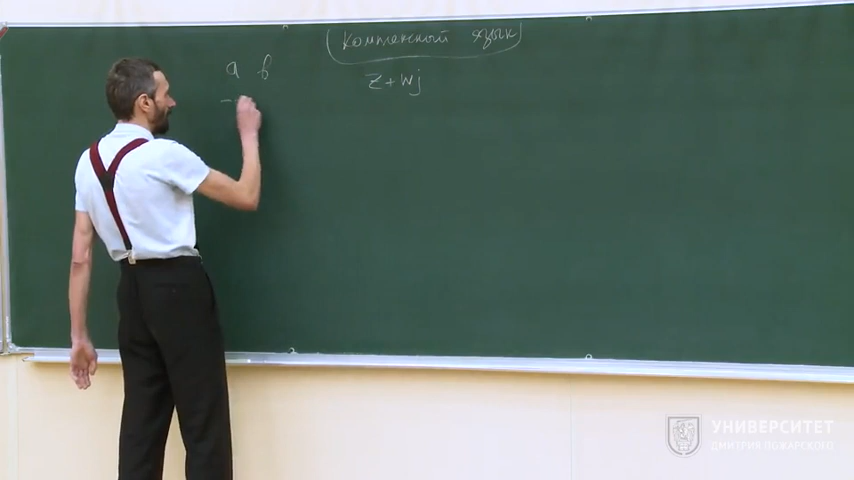 Комплексный язык
a b
z + wj
-
УНИВЕРСИТЕТ
ДМИТРИЯ ПОЖАРСКОГО